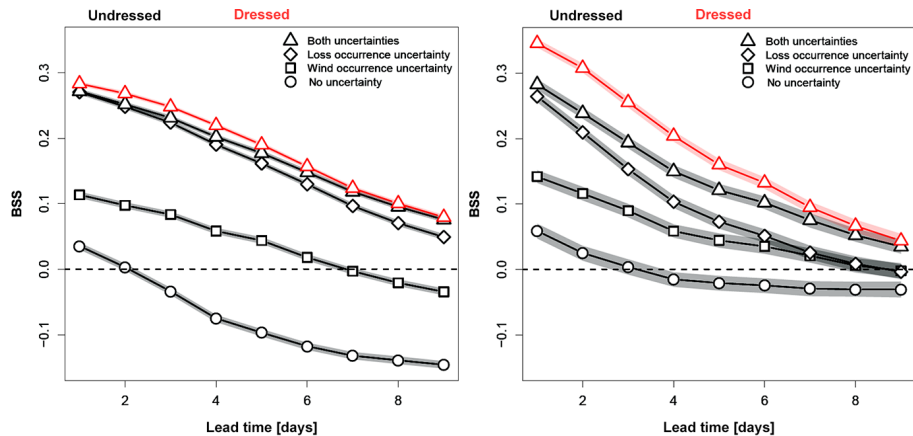 Undressed Dressed
Both uncertainties
Loss occurrence uncertainty
Wind occurrence uncertainty
No uncertainty
BSS
0.3
0.2
0.1
0.0
−0.1
2 4 6 8
Lead time [days]
Undressed Dressed
Both uncertainties
Loss occurrence uncertainty
Wind occurrence uncertainty
No uncertainty
BSS
0.3
0.2
0.1
0.0
−0.1
2 4 6 8
Lead time [days]